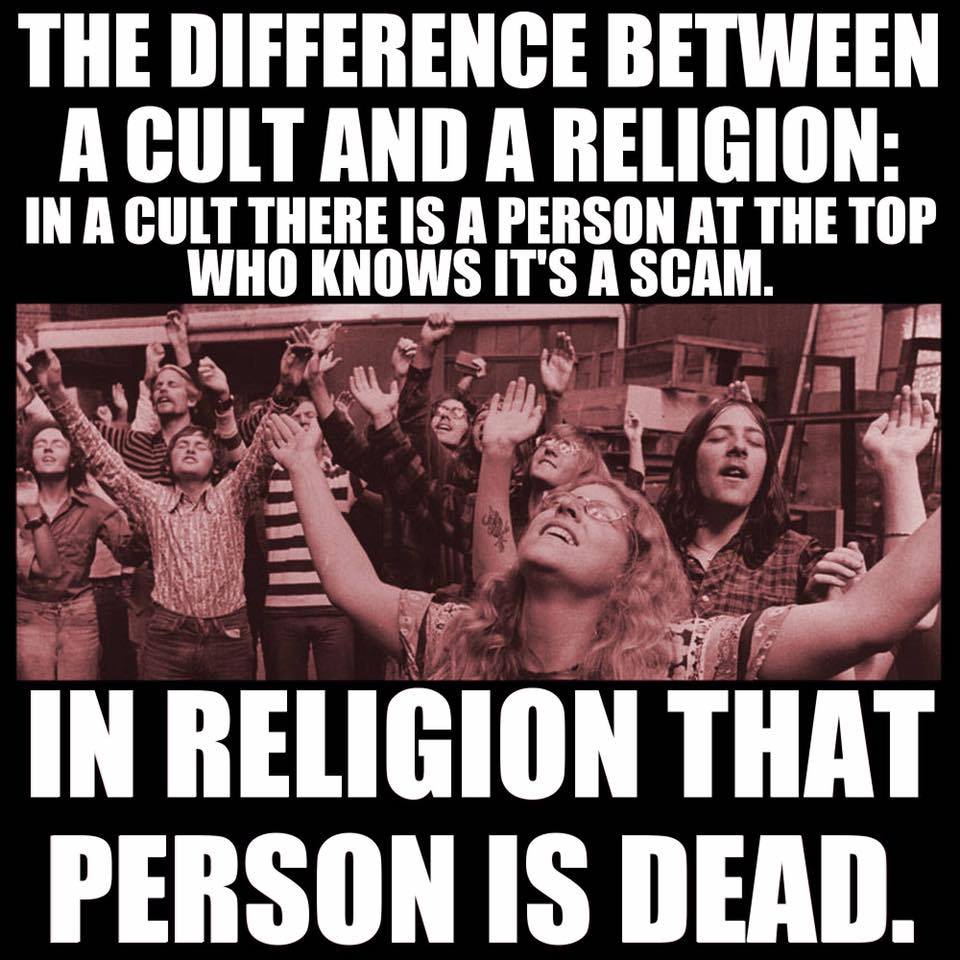 THE DIFFERENCE BETWEEN
A CULT AND A RELIGION:
IN A CULT THERE IS A PERSON AT THE TOP
WHO KNOWS IT'S A SCAM.
IN RELIGION THAT
PERSON IS DEAD.